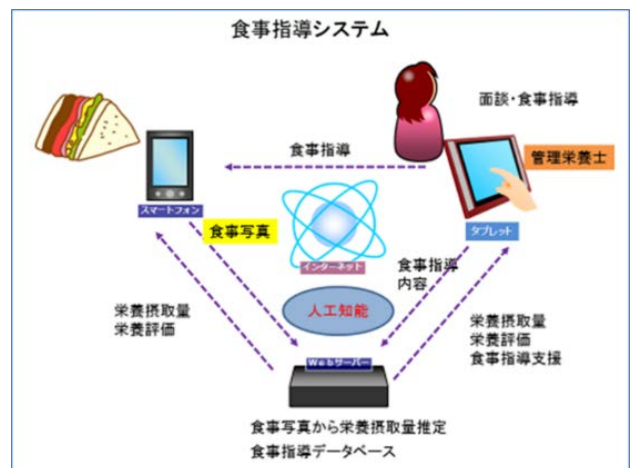 食事指導システム
面談・食事指導
管理栄養士
食事指導
スマートフォン
食事写真
インターネット
タブレット
食事指導
内容
人工知能
栄養摂取量
栄養評価
栄養摂取量
栄養評価
食事指導支援
Webサーバー
食事写真から栄養摂取量推定
食事指導データベース